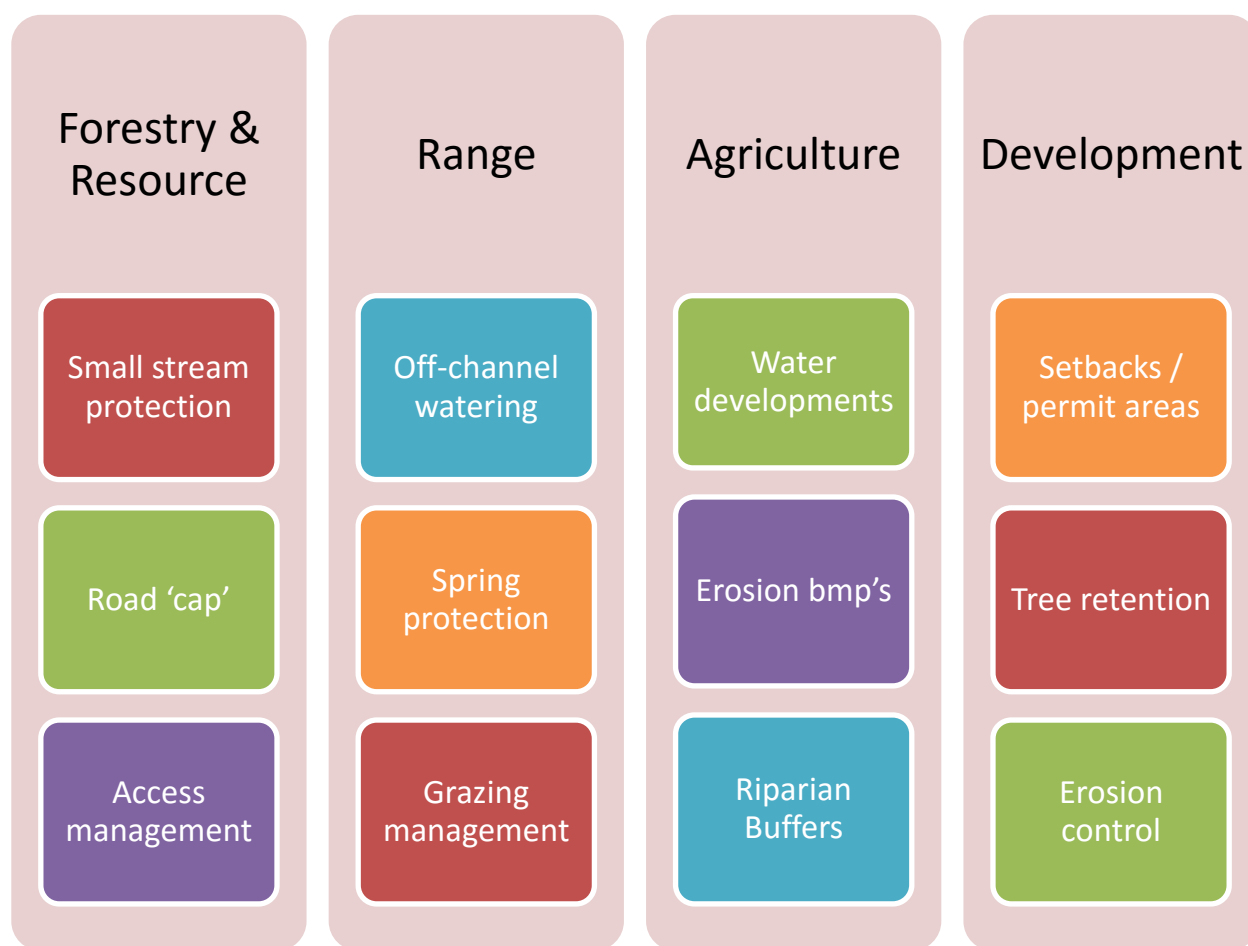 Forestry &
Resource
Small stream
protection
Road ‘cap’
Access
management
Range
Off-channel
watering
Spring
protection
Grazing
management
Agriculture
Water
developments
Erosion bmp’s
Riparian
Buffers
Development
Setbacks /
permit areas
Tree retention
Erosion
control